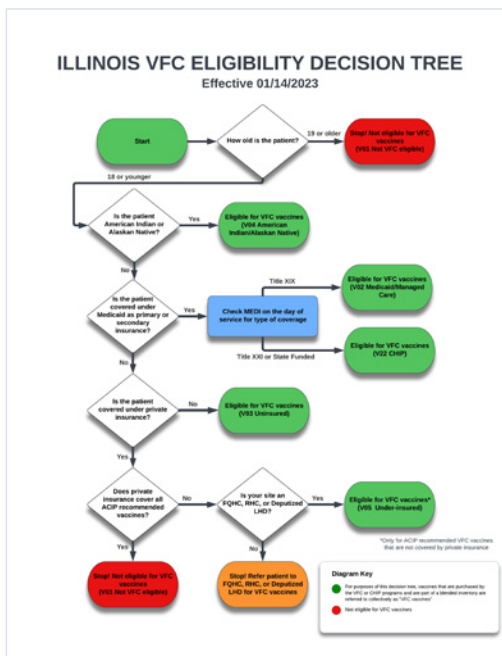 ILLINOIS VFC ELIGIBILITY DECISION TREE
Effective 01/14/2023
Start
How old is the patient?
19 or older
Stop! Not eligible for VFC
vaccines
(V01 Not VFC eligible)
18 or younger
Is the patient
American Indian or
Alaskan Native?
Yes
Eligible for VFC vaccines
(V04 American
Indian/Alaskan Native)
No
Title XIX
Eligible for VFC vaccines
(V02 Medicaid/Managed
Care)
Is the patient
covered under
Medicaid as primary or
secondary
insurance?
Yes
Check MEDI on the day of
service for type of coverage
Title XXI or State Funded
Eligible for VFC vaccines
(V22 CHIP)
No
Is the patient
covered under private
insurance?
No
Eligible for VFC vaccines
(V03 Uninsured)
Yes
Does private
insurance cover all
ACIP recommended
vaccines?
No
Is your site an
FQHC, RHC, or Deputized
LHD?
Yes
Eligible for VFC vaccines*
(V05 Under-insured)
*Only for ACIP recommended VFC vaccines
that are not covered by private insurance
Yes
No
Stop! Not eligible for VFC
vaccines
(V01 Not VFC eligible)
Stop! Refer patient to
FQHC, RHC, or Deputized
LHD for VFC vaccines
Diagram Key
For purposes of this decision tree, vaccines that are purchased by
the VFC or CHIP programs and are part of a blended inventory are
referred to collectively as "VFC vaccines"
Not eligible for VFC vaccines